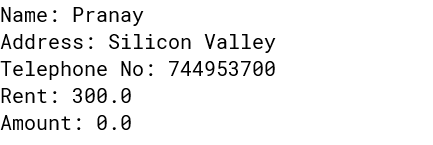 Name: Pranay
Address: Silicon Valley
Telephone No: 744953700
Rent: 300.0
Amount: 0.0